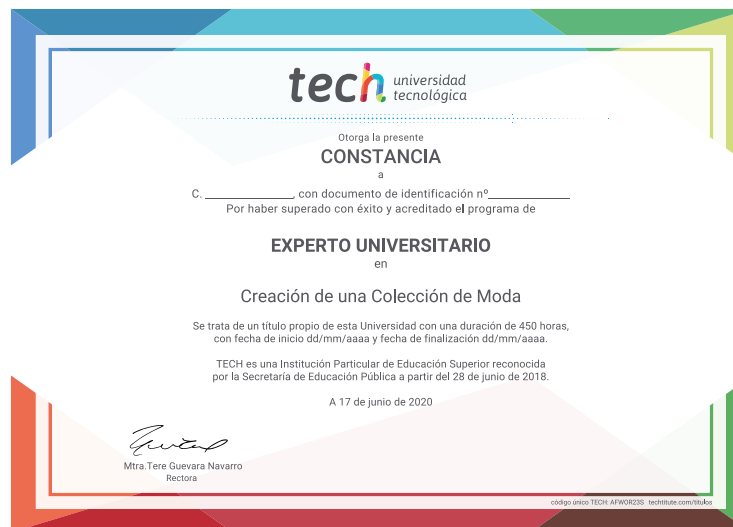 tech universidad
tecnológica
Otorga la presente
CONSTANCIA
a
C. ______________, con documento de identificación nº______________
Por haber superado con éxito y acreditado el programa de
EXPERTO UNIVERSITARIO
en
Creación de una Colección de Moda
Se trata de un título propio de esta Universidad con una duración de 450 horas,
con fecha de inicio dd/mm/aaaa y fecha de finalización dd/mm/aaaa.
TECH es una Institución Particular de Educación Superior reconocida
por la Secretaría de Educación Pública a partir del 28 de junio de 2018.
A 17 de junio de 2020
Mtra.Tere Guevara Navarro
Rectora
código único TECH: AFWOR23S techtitute.com/titulos